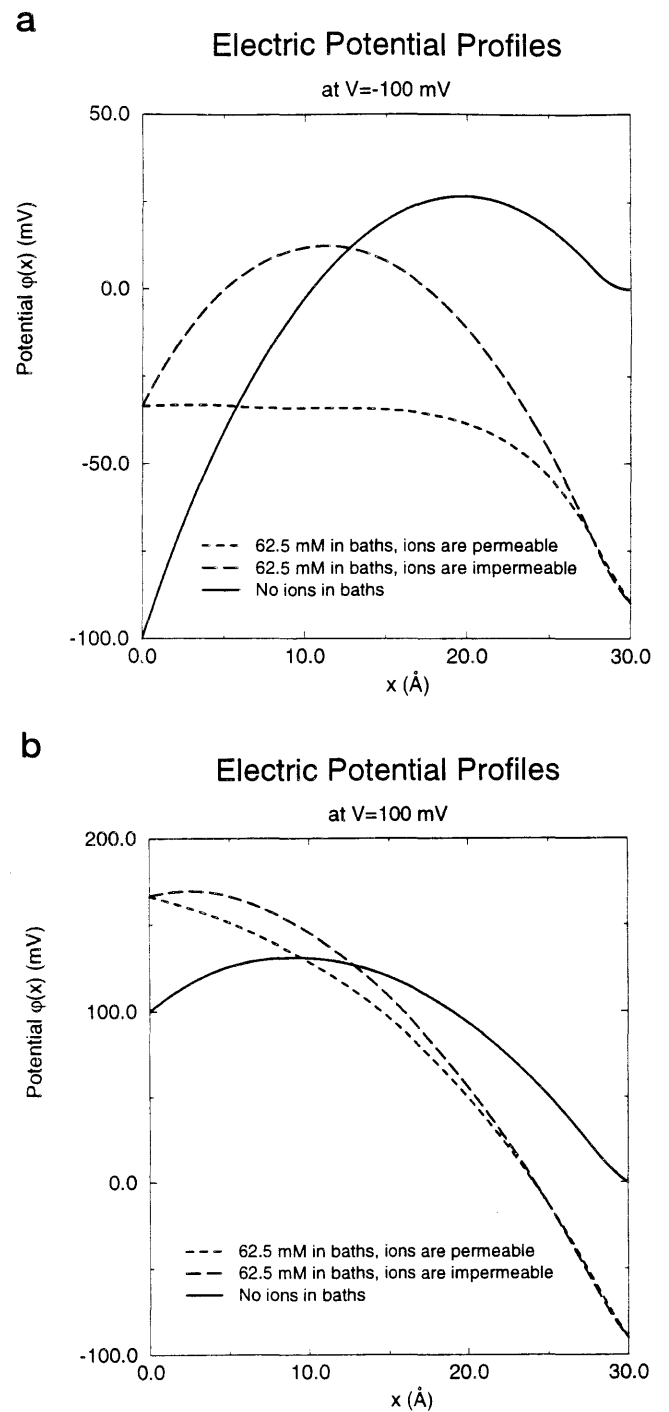 a
Electric Potential Profiles
at V=-100 mV
50.0
0.0
-50.0
-100.0
Potential φ(x) (mV)
62.5 mM in baths, ions are permeable
62.5 mM in baths, ions are impermeable
No ions in baths
0.0 10.0 20.0 30.0
x (Å)
b
Electric Potential Profiles
at V=100 mV
200.0
100.0
0.0
-100.0
Potential φ(x) (mV)
62.5 mM in baths, ions are permeable
62.5 mM in baths, ions are impermeable
No ions in baths
0.0 10.0 20.0 30.0
x (Å)